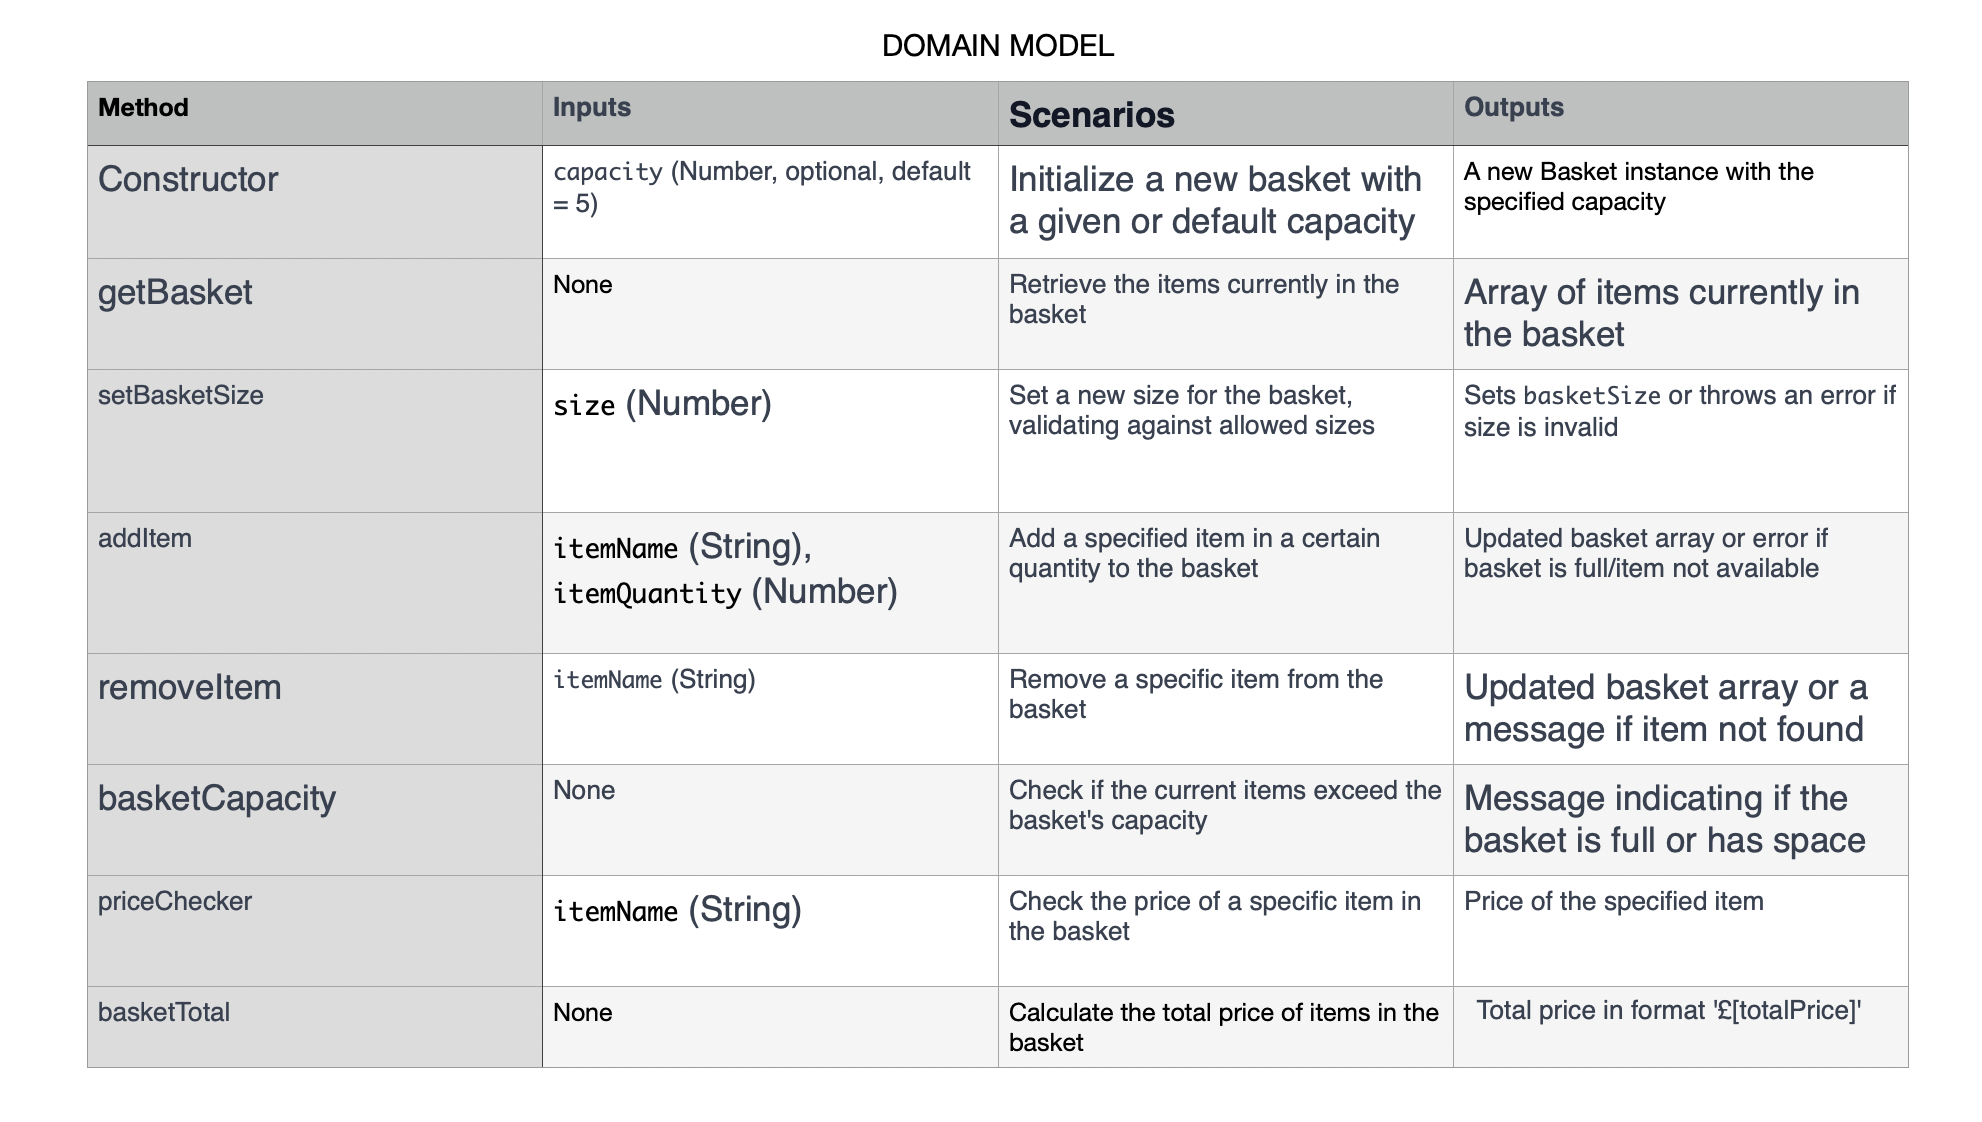 DOMAIN MODEL
Method
Inputs
Scenarios
Outputs
Constructor
capacity (Number, optional, default
= 5)
Initialize a new basket with
a given or default capacity
A new Basket instance with the
specified capacity
getBasket
None
Retrieve the items currently in the
basket
Array of items currently in
the basket
setBasketSize
size (Number)
Set a new size for the basket,
validating against allowed sizes
Sets basketSize or throws an error if
size is invalid
addItem
itemName (String),
itemQuantity (Number)
Add a specified item in a certain
quantity to the basket
Updated basket array or error if
basket is full/item not available
removeItem
itemName (String)
Remove a specific item from the
basket
Updated basket array or a
message if item not found
basketCapacity
None
Check if the current items exceed the
basket's capacity
Message indicating if the
basket is full or has space
priceChecker
itemName (String)
Check the price of a specific item in
the basket
Price of the specified item
basketTotal
None
Calculate the total price of items in the
basket
Total price in format '£[totalPrice]'